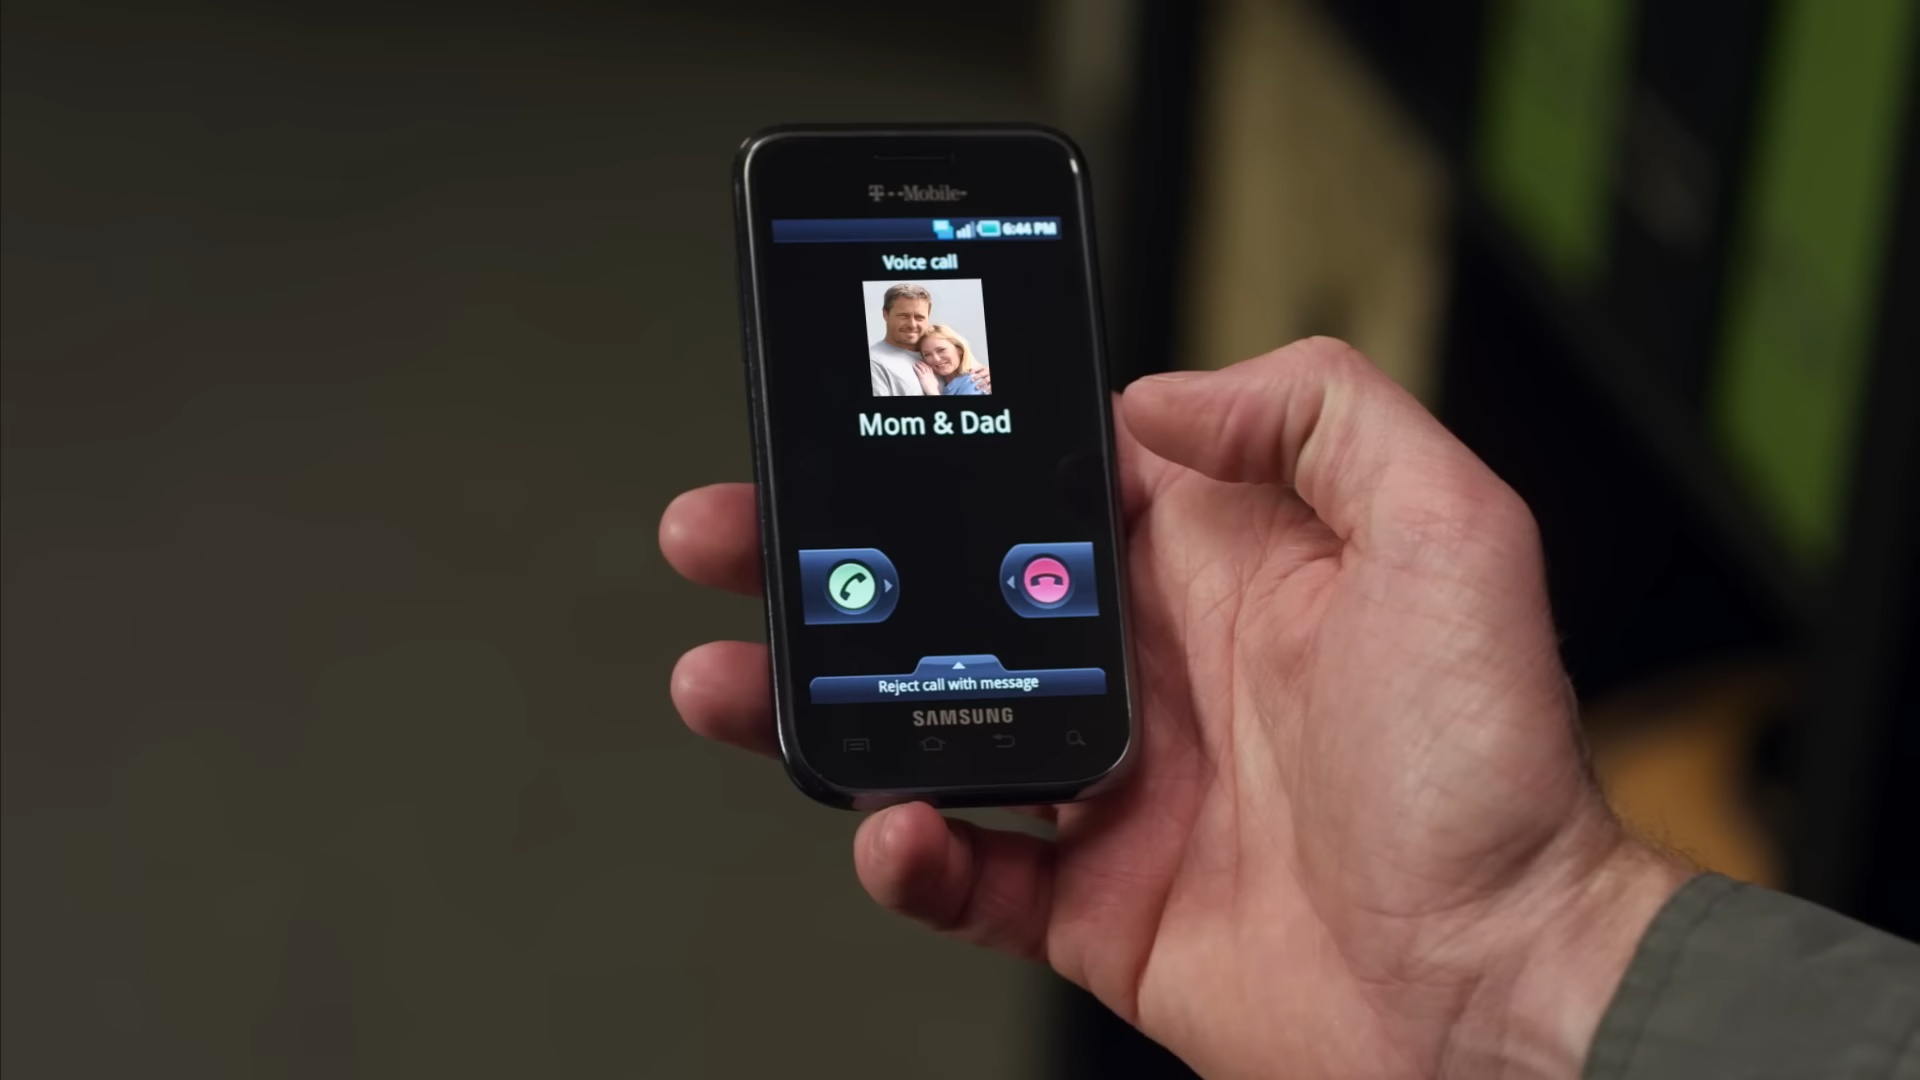 T··Mobile·
6:44 PM
Voice call
Mom & Dad
Reject call with message
SAMSUNG